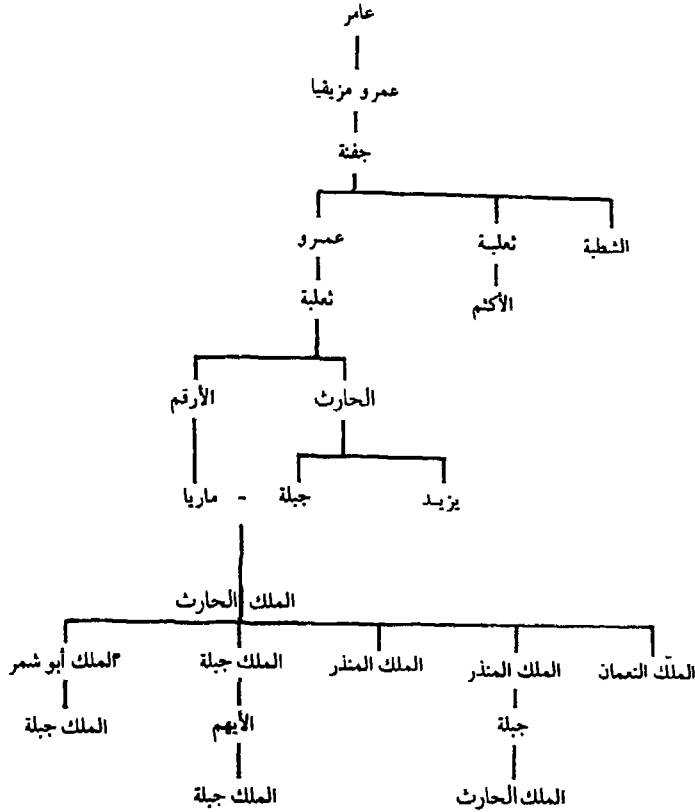 عامر
عمرو مزيقيا
جفنة
الشطبة ثعلبة عمرو
الأكثم ثعلبة
الحارث الأرقم
يزيد جبلة - ماريا
الملك الحارث
الملك النعمان الملك المنذر الملك المنذر الملك جبلة الملك أبو شمر
جبلة الأيهم الملك جبلة
الملك الحارث الملك جبلة